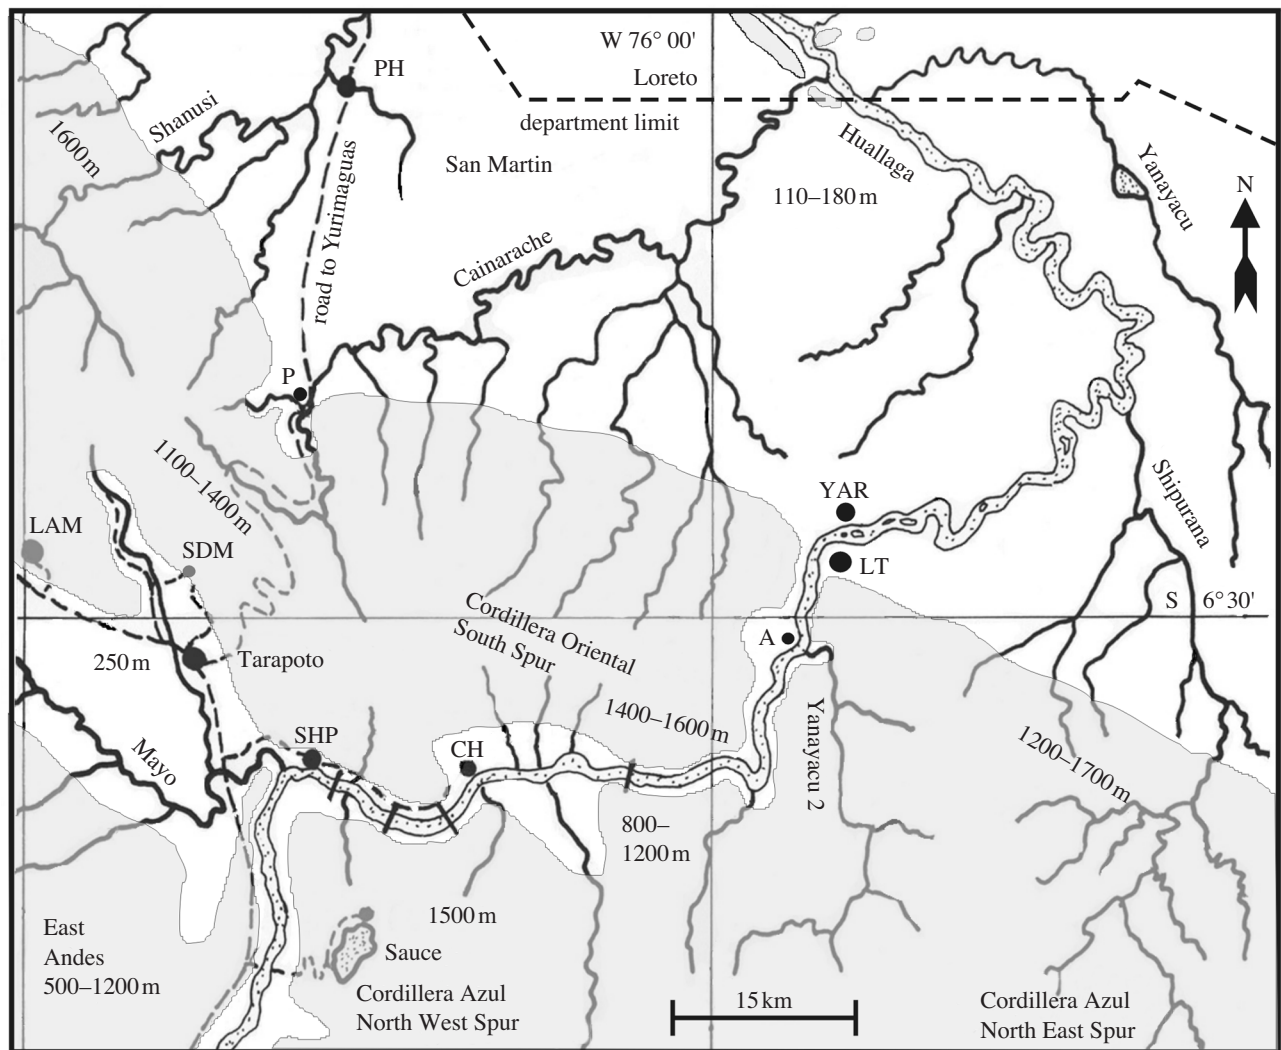 W 76° 00'
PH
Loreto
Shanusi
department limit
Huallaga
1600 m
San Martin
Yanayacu
N
110–180 m
road to Yurimaguas
Cainarache
P
1100–1400 m
YAR
Shipurana
LAM
SDM
LT
S 6° 30'
Cordillera Oriental
South Spur
A
250 m
Tarapoto
1400–1600 m
Yanayacu 2
SHP
CH
Mayo
1200–1700 m
800–
1200 m
1500 m
East
Andes
500–1200 m
Sauce
15 km
Cordillera Azul
North West Spur
Cordillera Azul
North East Spur